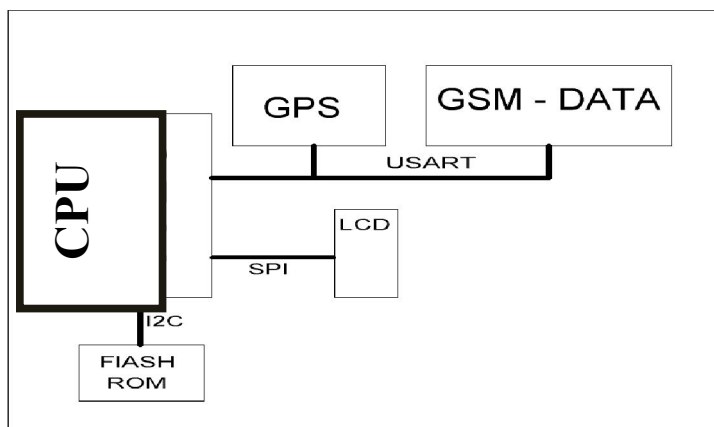 GPS
GSM - DATA
USART
CPU
LCD
SPI
I2C
FIASH
ROM